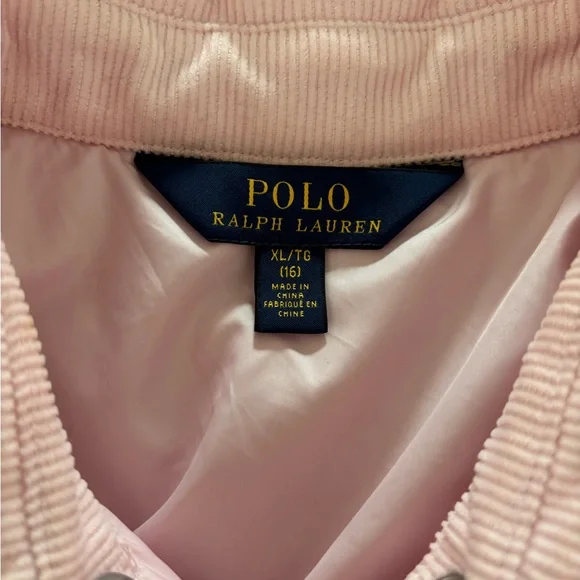 POLO
RALPH LAUREN
XL/TG
(16)
MADE IN
CHINA
FABRIQUÉ EN
CHINE